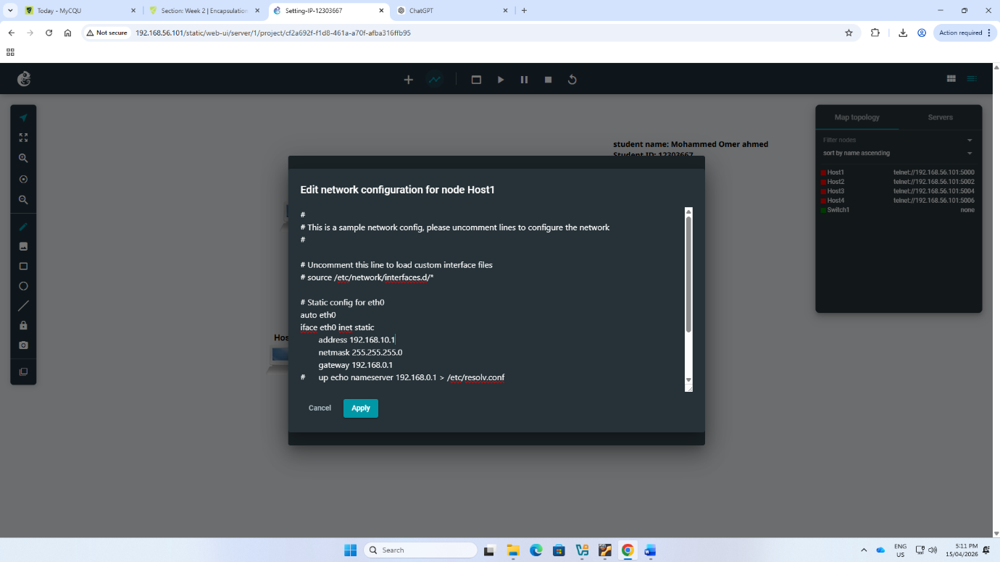 Today - MyCQU
Section: Week 2 | Encapsulation
Setting-IP-12303667
ChatGPT
Not secure
192.168.56.101/static/web-ui/server/1/project/cf2a692f-f1d8-461a-a70f-afba316ffb95
Action required
Map topology
Servers
Filter nodes
sort by name ascending
Host1 telnet://192.168.56.101:5000
Host2 telnet://192.168.56.101:5002
Host3 telnet://192.168.56.101:5004
Host4 telnet://192.168.56.101:5006
Switch1 none
student name: Mohammed Omer ahmed
Student ID: 12303667
Hos
Edit network configuration for node Host1
#
# This is a sample network config, please uncomment lines to configure the network
#
# Uncomment this line to load custom interface files
# source /etc/network/interfaces.d/*
# Static config for eth0
auto eth0
iface eth0 inet static
address 192.168.10.1
netmask 255.255.255.0
gateway 192.168.0.1
# up echo nameserver 192.168.0.1 > /etc/resolv.conf
Cancel
Apply
Search
ENG
US
5:11 PM
15/04/2026